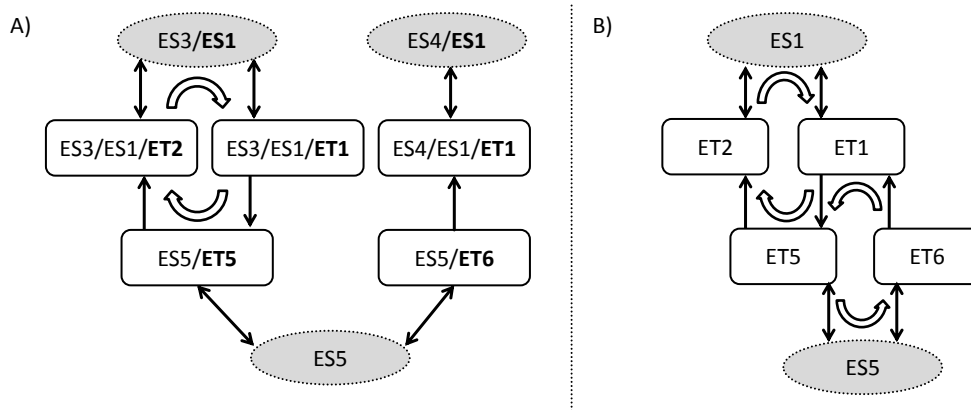 A)
ES3/ES1
ES4/ES1
ES3/ES1/ET2
ES3/ES1/ET1
ES4/ES1/ET1
ES5/ET5
ES5/ET6
ES5
B)
ES1
ET2
ET1
ET5
ET6
ES5